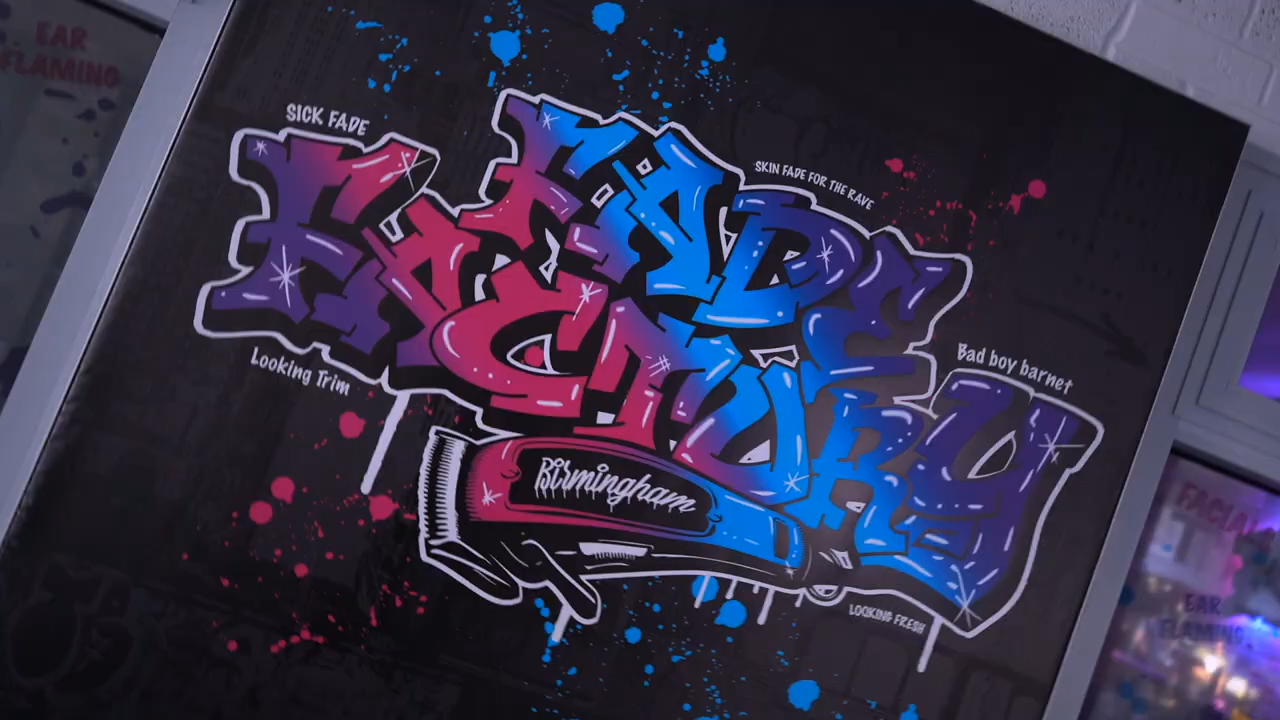 EAR
FLAMING
SICK FADE
SKIN FADE FOR THE RAVE
FADE
FACTORY
Looking Trim
Bad boy barnet
Birmingham
LOOKING FRESH
FACIAL
EAR
FLAMING